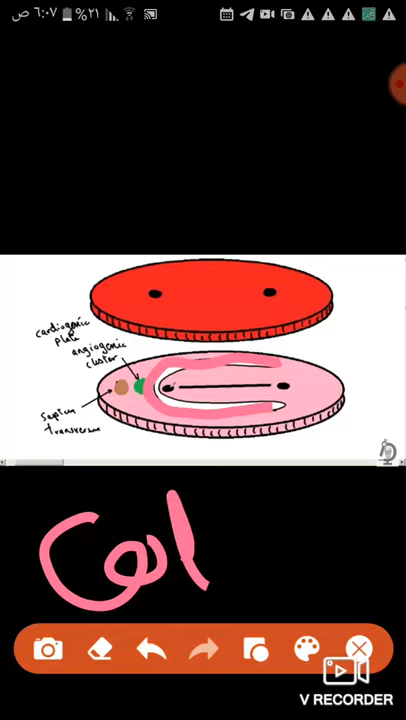 ص ٦:٠٧ %٢١
cardiogenic
plate
angiogenic
cluster
septum
transversum
V RECORDER